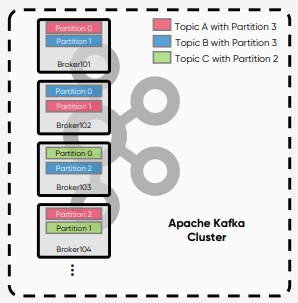 Partition 0
Partition 1
Broker101
Partition 0
Partition 1
Broker102
Partition 0
Partition 2
Broker103
Partition 2
Partition 1
Broker104
Topic A with Partition 3
Topic B with Partition 3
Topic C with Partition 2
Apache Kafka
Cluster